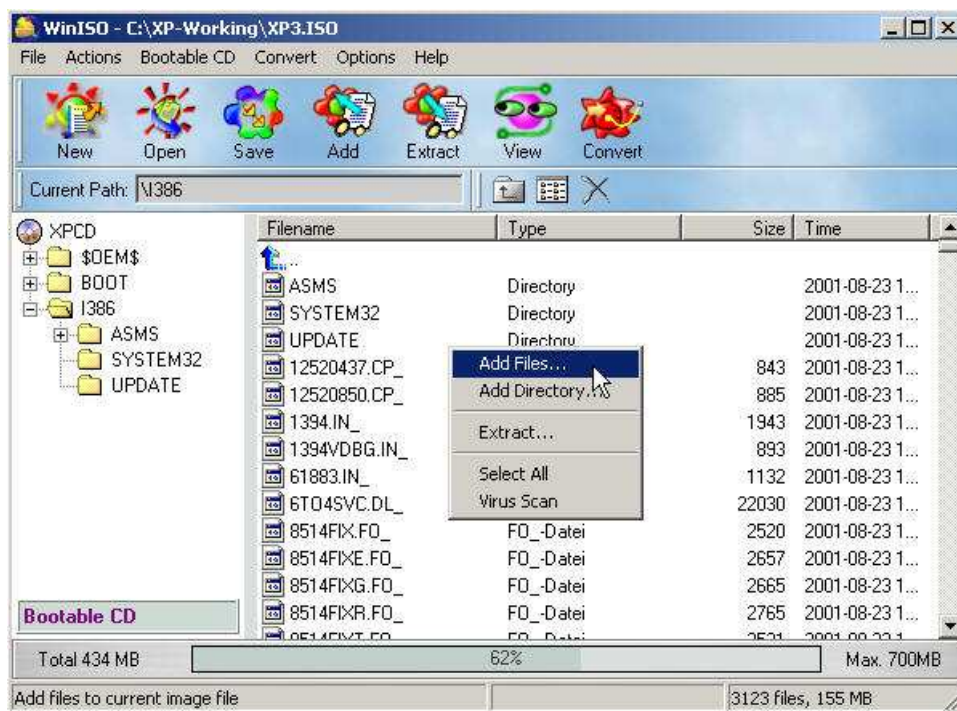 WinISO - C:\XP-Working\XP3.ISO
File Actions Bootable CD Convert Options Help
New Open Save Add Extract View Convert
Current Path: \I386
XPCD
$OEM$
BOOT
I386
ASMS
SYSTEM32
UPDATE
Bootable CD
Filename Type Size Time
..
ASMS Directory 2001-08-23 1...
SYSTEM32 Directory 2001-08-23 1...
UPDATE Directory 2001-08-23 1...
12520437.CP_ 843 2001-08-23 1...
12520850.CP_ 885 2001-08-23 1...
1394.IN_ 1943 2001-08-23 1...
1394VDBG.IN_ 893 2001-08-23 1...
61883.IN_ 1132 2001-08-23 1...
6TO4SVC.DL_ 22030 2001-08-23 1...
8514FIX.FO_ FO_-Datei 2520 2001-08-23 1...
8514FIXE.FO_ FO_-Datei 2657 2001-08-23 1...
8514FIXG.FO_ FO_-Datei 2665 2001-08-23 1...
8514FIXR.FO_ FO_-Datei 2765 2001-08-23 1...
Add Files...
Add Directory...
Extract...
Select All
Virus Scan
Total 434 MB 62% Max. 700MB
Add files to current image file 3123 files, 155 MB